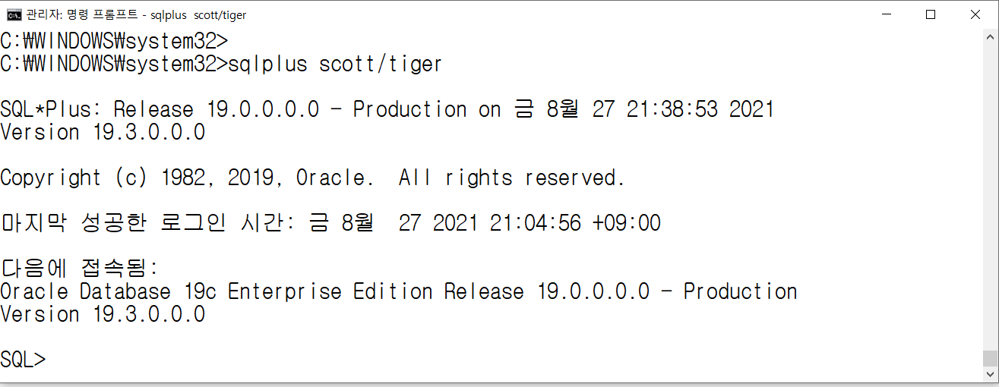 관리자: 명령 프롬프트 - sqlplus  scott/tiger
C:₩WINDOWS₩system32>
C:₩WINDOWS₩system32>sqlplus scott/tiger
SQL*Plus: Release 19.0.0.0.0 - Production on 금 8월 27 21:38:53 2021
Version 19.3.0.0.0
Copyright (c) 1982, 2019, Oracle.  All rights reserved.
마지막 성공한 로그인 시간: 금 8월  27 2021 21:04:56 +09:00
다음에 접속됨:
Oracle Database 19c Enterprise Edition Release 19.0.0.0.0 - Production
Version 19.3.0.0.0
SQL>